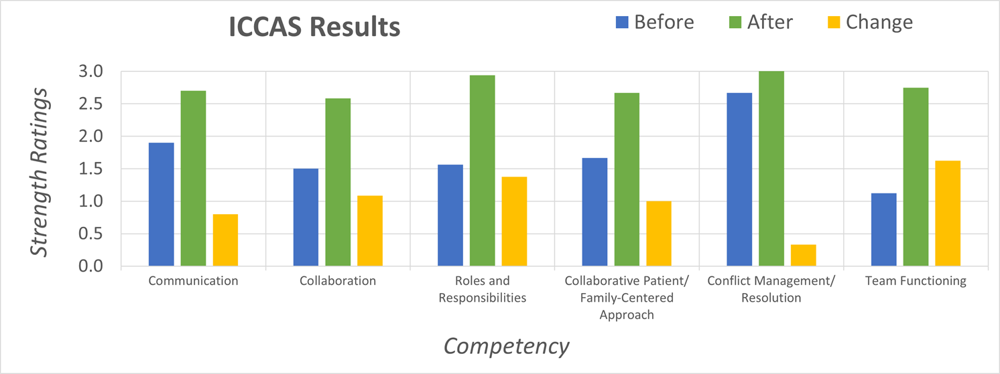 ICCAS Results
Before
After
Change
Strength Ratings
3.0
2.5
2.0
1.5
1.0
0.5
0.0
Communication
Collaboration
Roles and
Responsibilities
Collaborative Patient/
Family-Centered
Approach
Conflict Management/
Resolution
Team Functioning
Competency